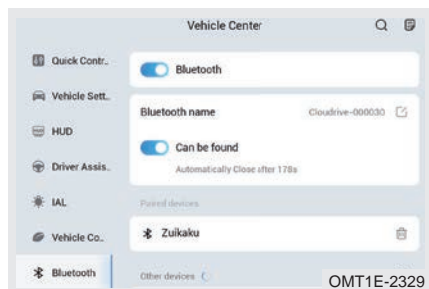 Vehicle Center
Quick Contr..
Bluetooth
Vehicle Sett..
Bluetooth name
Cloudrive-000030
HUD
Can be found
Driver Assis..
Automatically Close after 178s
IAL
Paired devices
Vehicle Co..
Zuikaku
Bluetooth
Other devices
OMT1E-2329